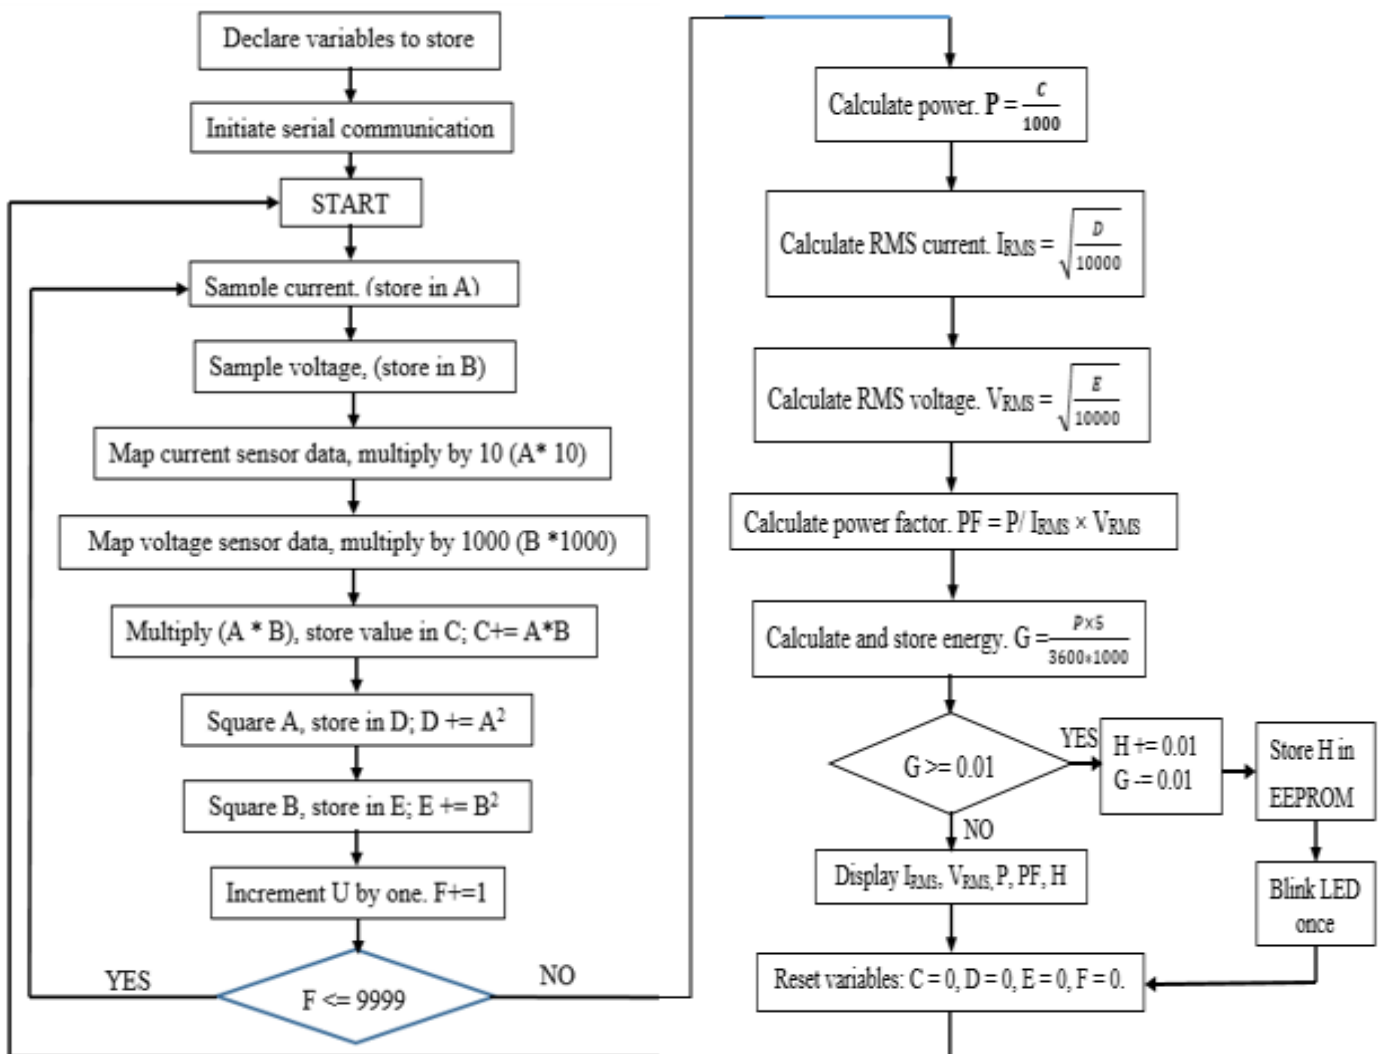 Declare variables to store
Initiate serial communication
START
Sample current. (store in A)
Sample voltage, (store in B)
Map current sensor data, multiply by 10 (A* 10)
Map voltage sensor data, multiply by 1000 (B *1000)
Multiply (A * B), store value in C; C+= A*B
Square A, store in D; D += A²
Square B, store in E; E += B²
Increment U by one. F+=1
F <= 9999
YES
NO
Calculate power. P = C/1000
Calculate RMS current. IRMS = √(D/10000)
Calculate RMS voltage. VRMS = √(E/10000)
Calculate power factor. PF = P/ IRMS × VRMS
Calculate and store energy. G = P×5/3600*1000
G >= 0.01
YES
H += 0.01
G -= 0.01
Store H in
EEPROM
Blink LED
once
NO
Display IRMS, VRMS, P, PF, H
Reset variables: C = 0, D = 0, E = 0, F = 0.